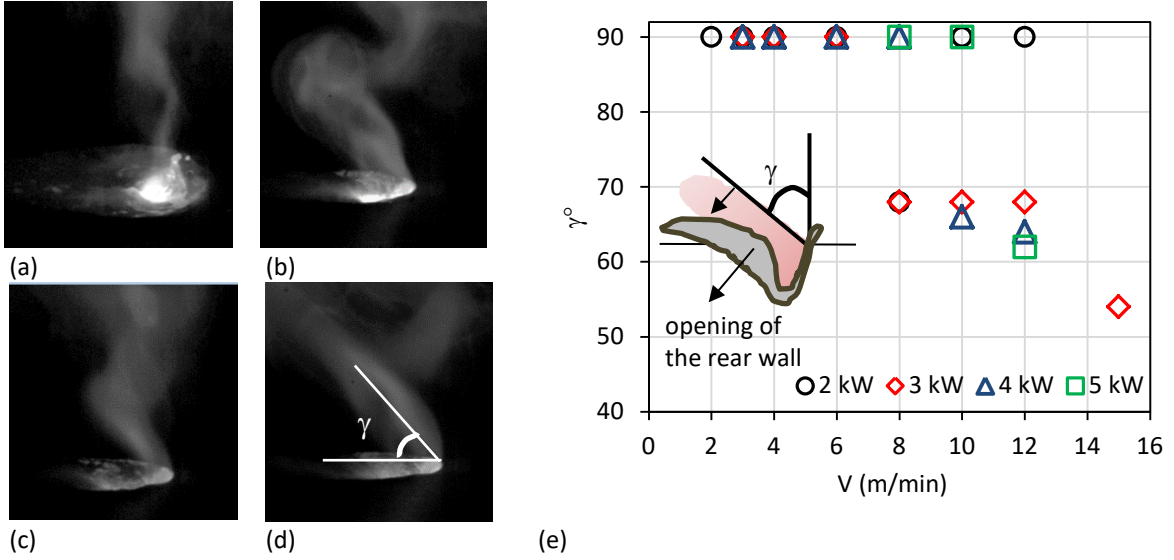 (a)
(b)
(c)
γ
(d)
90
80
70
60
50
40
γ°
γ
opening of
the rear wall
2 kW 3 kW 4 kW 5 kW
0 2 4 6 8 10 12 14 16
V (m/min)
(e)